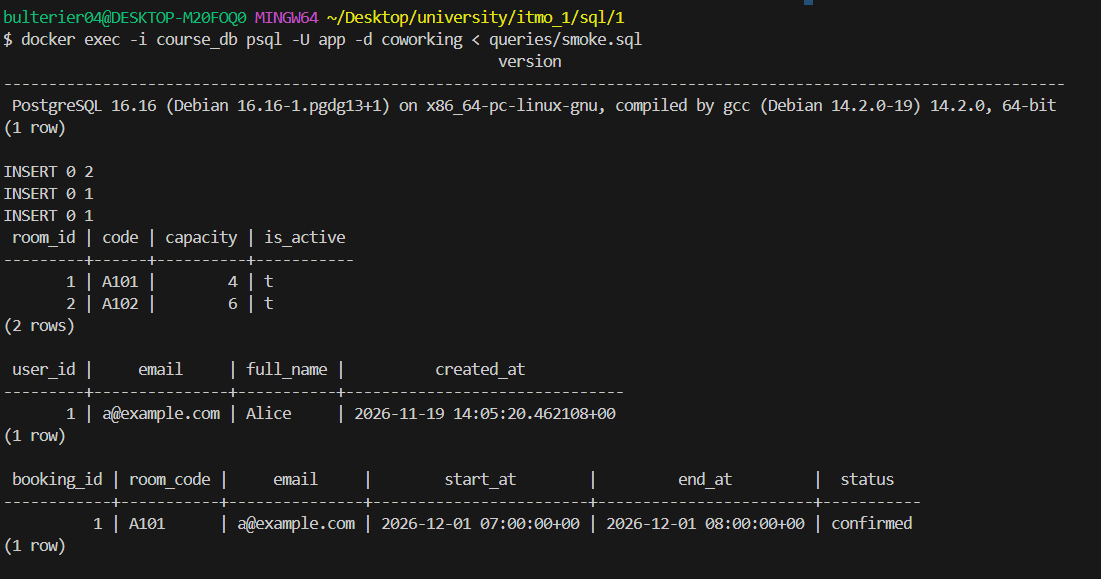 bulterier04@DESKTOP-M20FOQ0 MINGW64 ~/Desktop/university/itmo_1/sql/1
$ docker exec -i course_db psql -U app -d coworking < queries/smoke.sql
                                                       version
----------------------------------------------------------------------------------------------------------------------
 PostgreSQL 16.16 (Debian 16.16-1.pgdg13+1) on x86_64-pc-linux-gnu, compiled by gcc (Debian 14.2.0-19) 14.2.0, 64-bit
(1 row)

INSERT 0 2
INSERT 0 1
INSERT 0 1
 room_id | code | capacity | is_active
---------+------+----------+-----------
       1 | A101 |        4 | t
       2 | A102 |        6 | t
(2 rows)

 user_id |     email     | full_name |          created_at
---------+---------------+-----------+-------------------------------
       1 | a@example.com | Alice     | 2026-11-19 14:05:20.462108+00
(1 row)

 booking_id | room_code |     email     |        start_at        |         end_at         |  status
------------+-----------+---------------+------------------------+------------------------+-----------
          1 | A101      | a@example.com | 2026-12-01 07:00:00+00 | 2026-12-01 08:00:00+00 | confirmed
(1 row)